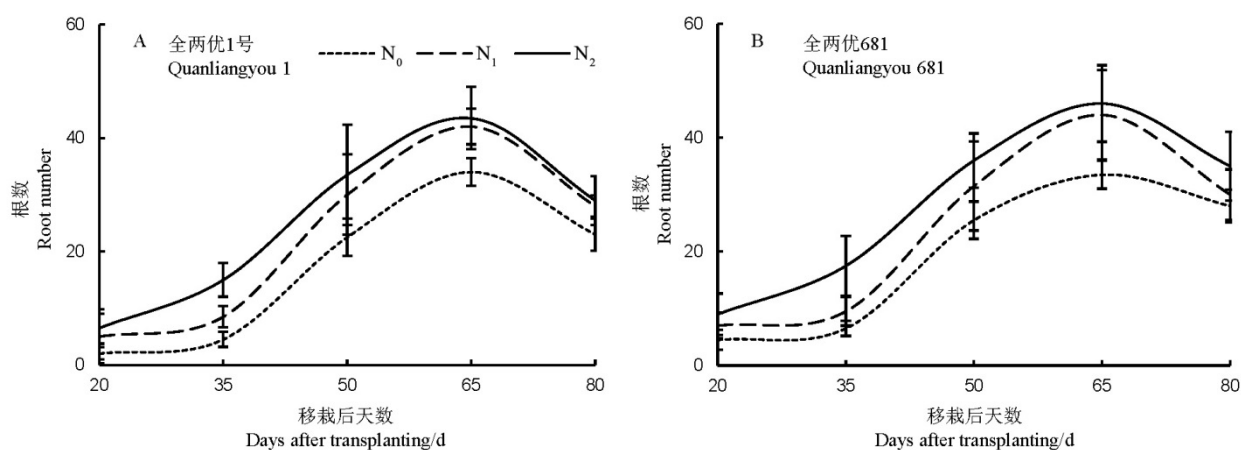 60
40
20
0
根数
Root number
A
全两优1号
Quanliangyou 1
N₀
N₁
N₂
20 35 50 65 80
移栽后天数
Days after transplanting/d
60
40
20
0
根数
Root number
B
全两优681
Quanliangyou 681
20 35 50 65 80
移栽后天数
Days after transplanting/d